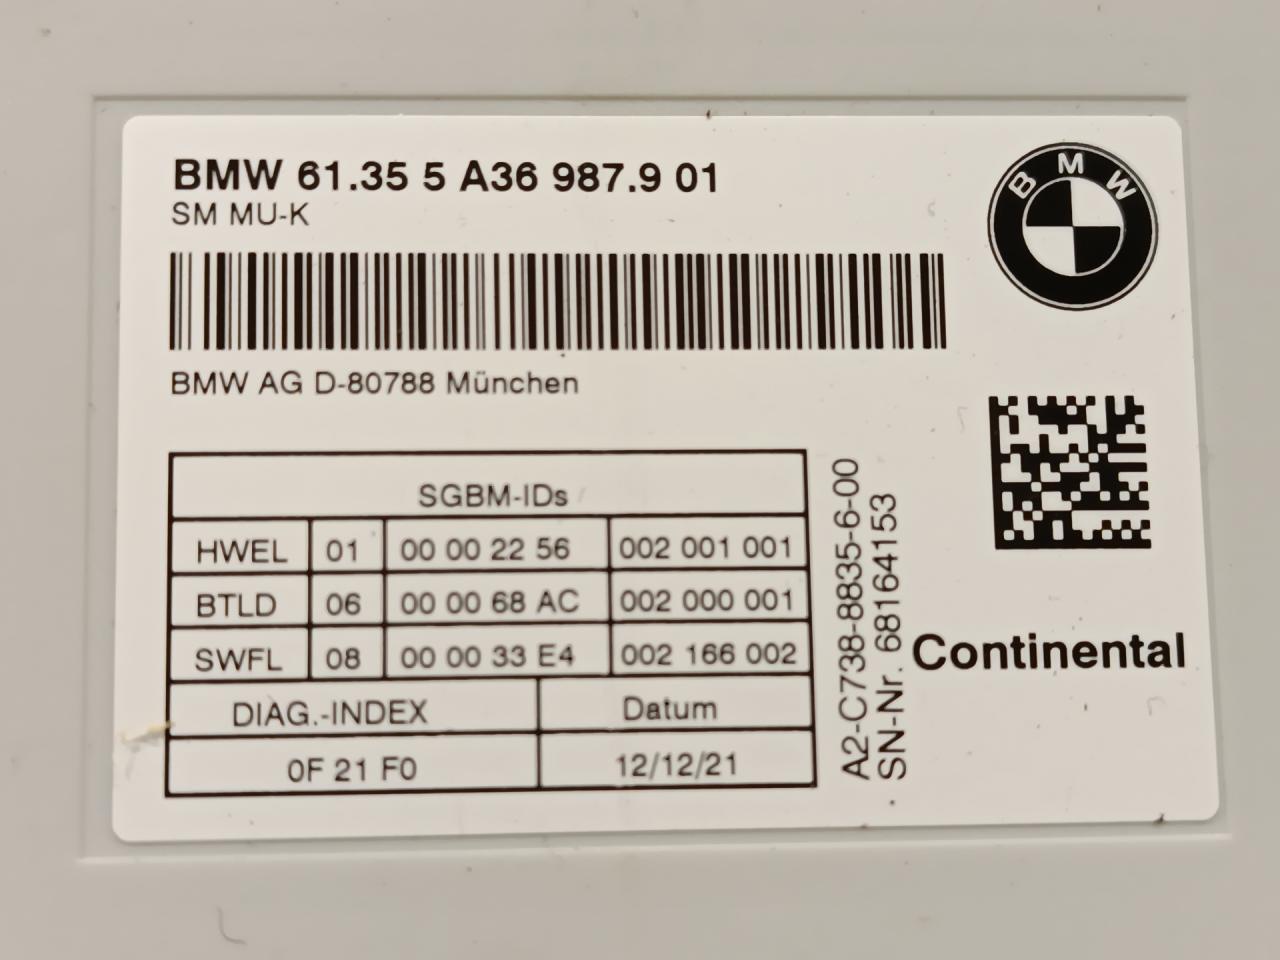 BMW 61.35 5 A36 987.9 01
SM MU-K
BMW
BMW AG D-80788 München
SGBM-IDs
HWEL 01 00 00 22 56 002 001 001
BTLD 06 00 00 68 AC 002 000 001
SWFL 08 00 00 33 E4 002 166 002
DIAG.-INDEX Datum
0F 21 F0 12/12/21
A2-C738-8835-6-00
SN-Nr. 68164153
Continental